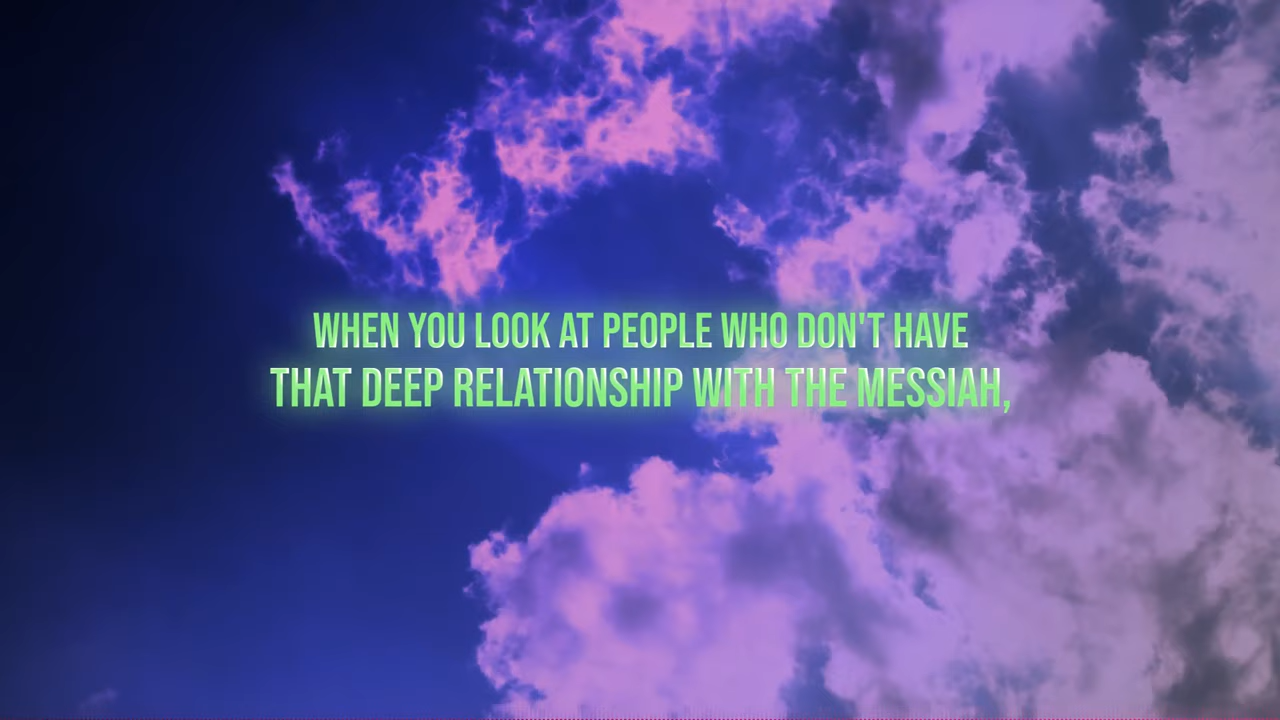 WHEN YOU LOOK AT PEOPLE WHO DON'T HAVE
THAT DEEP RELATIONSHIP WITH THE MESSIAH,